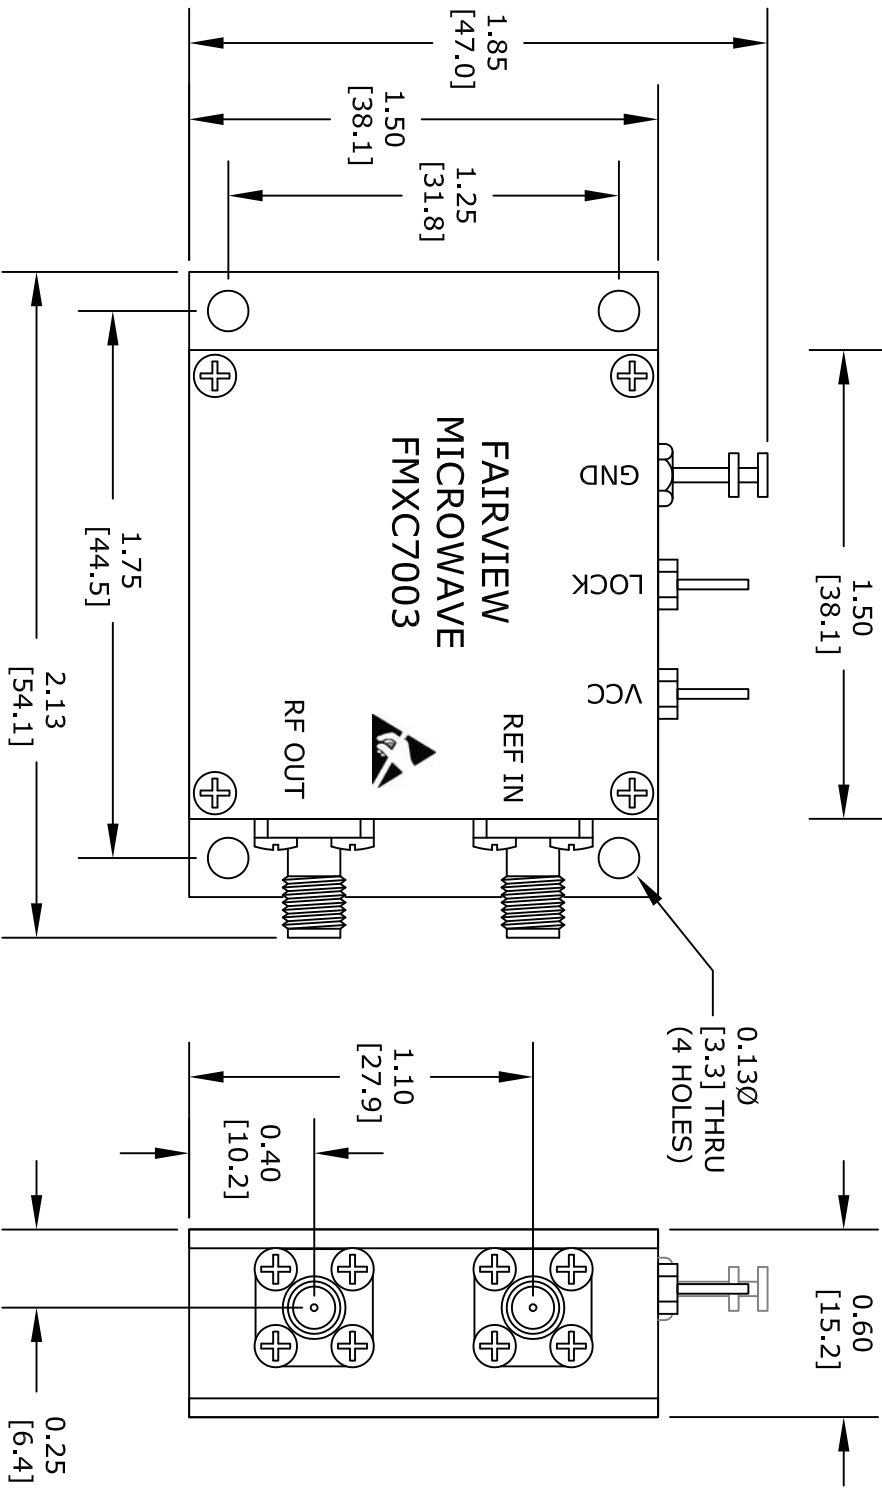 1.85
[47.0]
1.50
[38.1]
1.25
[31.8]
1.50
[38.1]
GND
LOCK
VCC
FAIRVIEW
MICROWAVE
FMXC7003
REF IN
RF OUT
1.75
[44.5]
2.13
[54.1]
0.13Ø
[3.3] THRU
(4 HOLES)
1.10
[27.9]
0.40
[10.2]
0.60
[15.2]
0.25
[6.4]